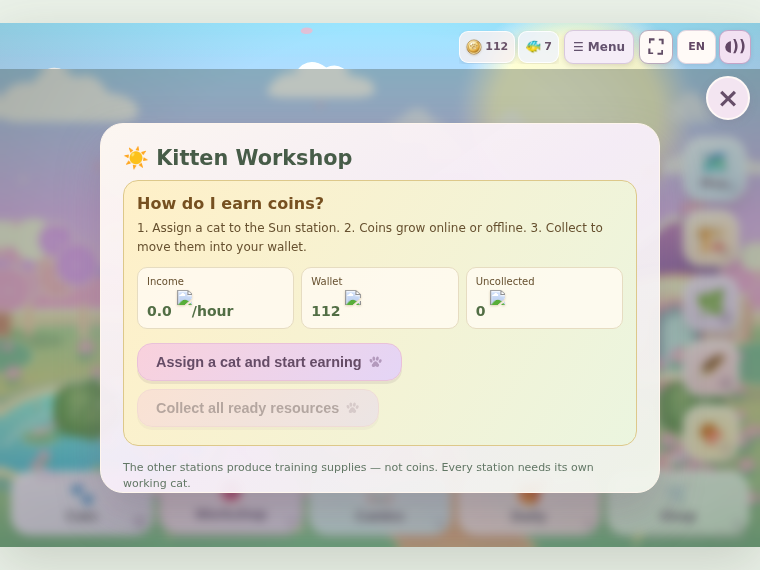 112
7
☰ Menu
EN
Kitten Workshop
How do I earn coins?
1. Assign a cat to the Sun station. 2. Coins grow online or offline. 3. Collect to
move them into your wallet.
Income
0.0 /hour
Wallet
112
Uncollected
0
Assign a cat and start earning
Collect all ready resources
The other stations produce training supplies — not coins. Every station needs its own
working cat.